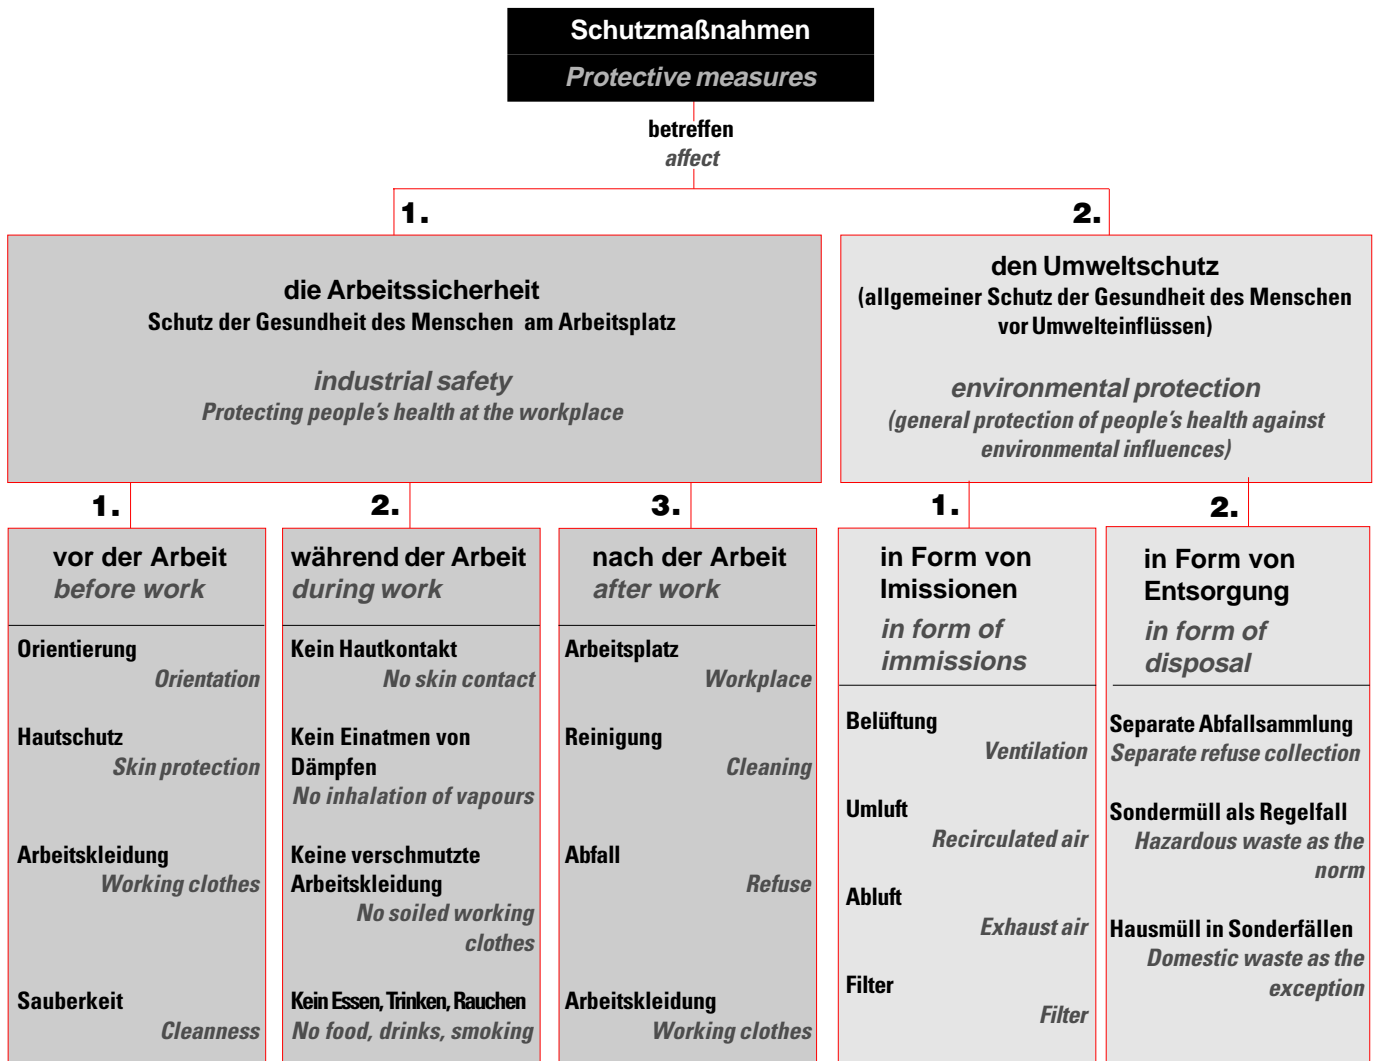 Schutzmaßnahmen
Protective measures
betreffen
affect
1.
2.
die Arbeitssicherheit
Schutz der Gesundheit des Menschen am Arbeitsplatz
industrial safety
Protecting people's health at the workplace
den Umweltschutz
(allgemeiner Schutz der Gesundheit des Menschen
vor Umwelteinflüssen)
environmental protection
(general protection of people's health against
environmental influences)
1.
2.
3.
1.
2.
vor der Arbeit
before work
Orientierung
Orientation
Hautschutz
Skin protection
Arbeitskleidung
Working clothes
Sauberkeit
Cleanness
während der Arbeit
during work
Kein Hautkontakt
No skin contact
Kein Einatmen von
Dämpfen
No inhalation of vapours
Keine verschmutzte
Arbeitskleidung
No soiled working
clothes
Kein Essen, Trinken, Rauchen
No food, drinks, smoking
nach der Arbeit
after work
Arbeitsplatz
Workplace
Reinigung
Cleaning
Abfall
Refuse
Arbeitskleidung
Working clothes
in Form von
Imissionen
in form of
immissions
Belüftung
Ventilation
Umluft
Recirculated air
Abluft
Exhaust air
Filter
Filter
in Form von
Entsorgung
in form of
disposal
Separate Abfallsammlung
Separate refuse collection
Sondermüll als Regelfall
Hazardous waste as the
norm
Hausmüll in Sonderfällen
Domestic waste as the
exception